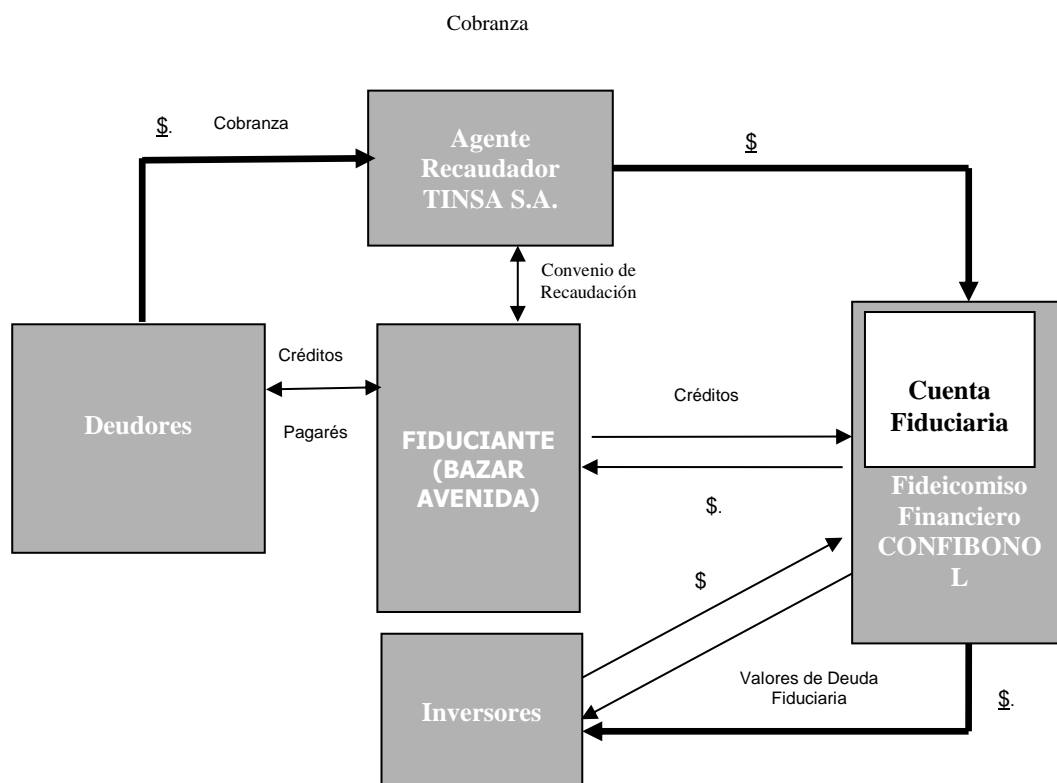 Cobranza
$.
Cobranza
Agente
Recaudador
TINSA S.A.
$
Convenio de
Recaudación
Deudores
Créditos
Pagarés
FIDUCIANTE
(BAZAR
AVENIDA)
Créditos
$.
Cuenta
Fiduciaria
Fideicomiso
Financiero
CONFIBONO
L
$
Inversores
Valores de Deuda
Fiduciaria
$.